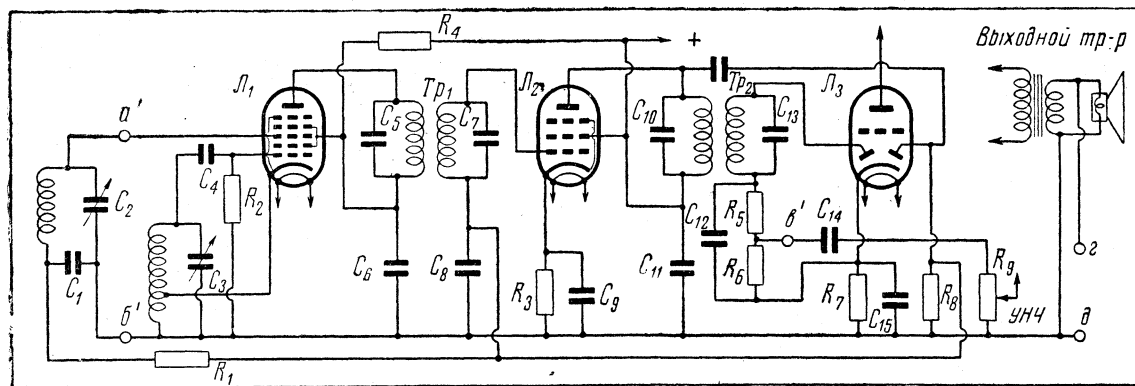 R₄
+
Выходной тр-р
Л₁
Тр₁
Л₂
Тр₂
Л₃
а'
C₅
C₇
C₁₀
C₁₃
C₄
R₂
C₂
C₁₂
R₅
в'
C₁₄
г
C₁
C₃
C₆
C₈
R₃
C₉
C₁₁
R₆
R₇
C₁₅
R₈
R₉
УНЧ
б'
д
R₁